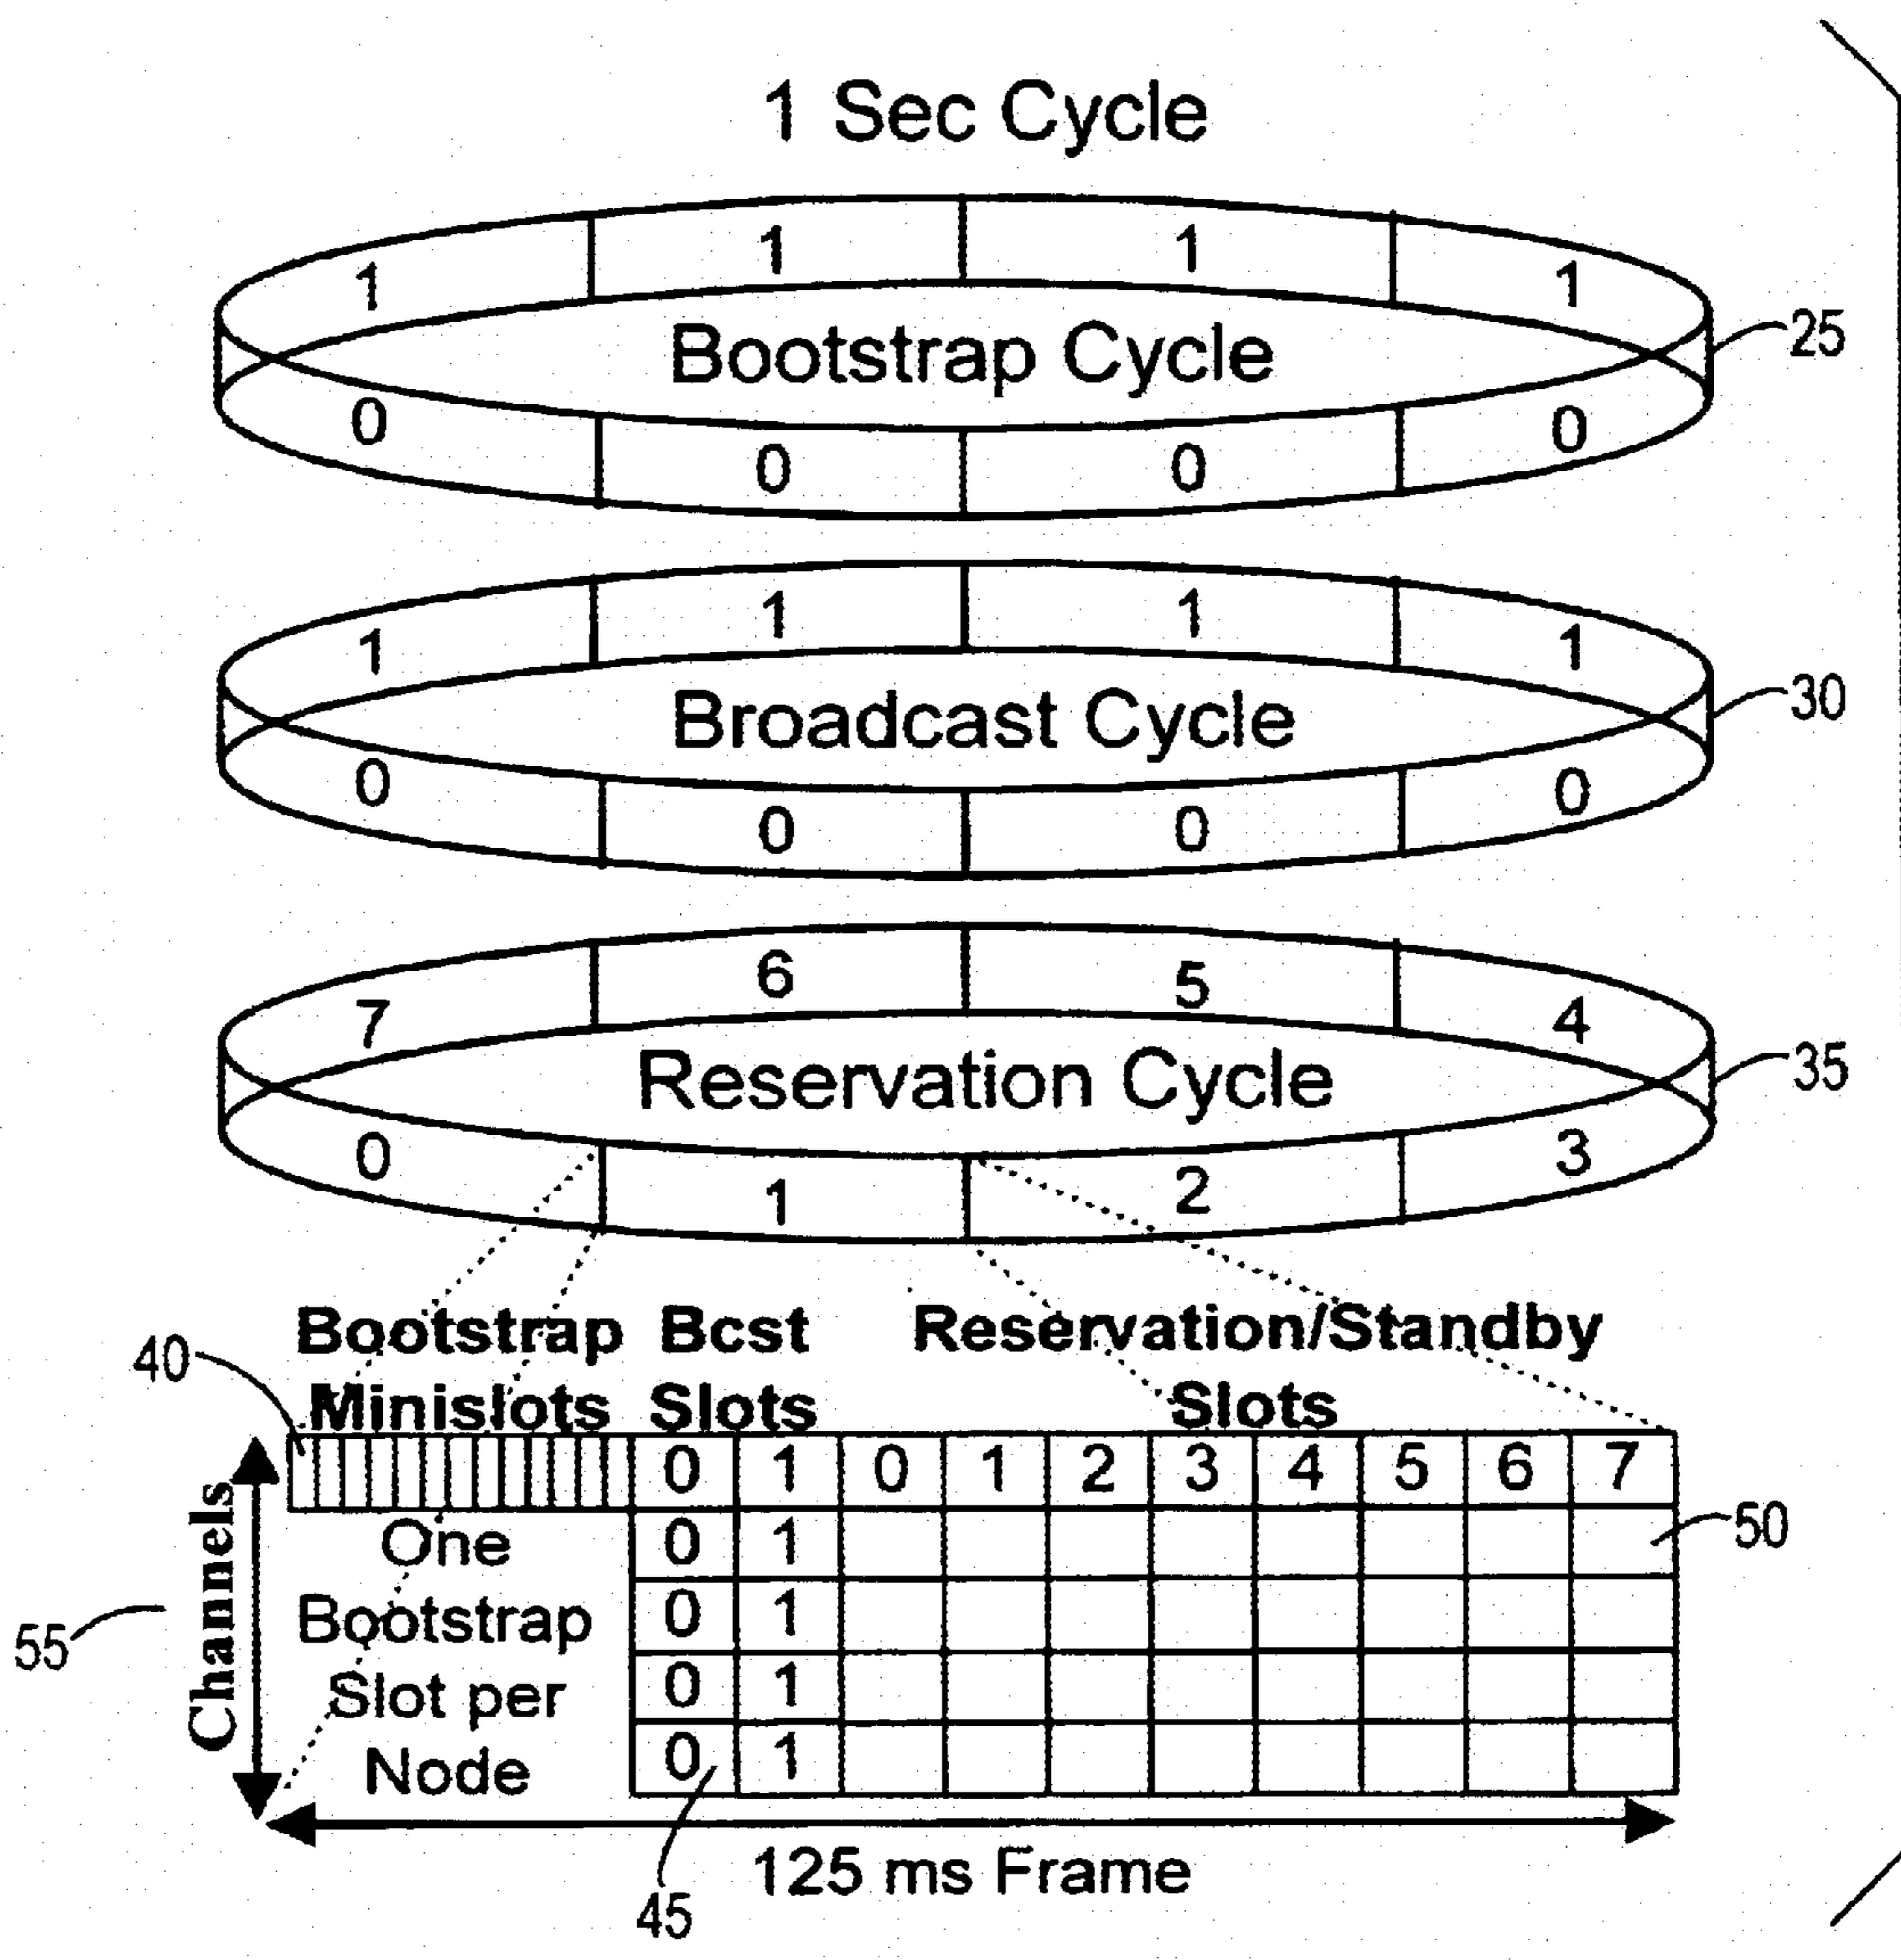 1 Sec Cycle
1 1 1 1
Bootstrap Cycle
25
0 0 0 0
1 1 1 1
Broadcast Cycle
30
0 0 0 0
7 6 5 4
Reservation Cycle
35
0 1 2 3
Bootstrap Bcst Reservation/Standby
40
Minislots Slots Slots
0 1 0 1 2 3 4 5 6 7
One 0 1
50
Bootstrap 0 1
55
Channels
Slot per 0 1
Node 0 1
125 ms Frame
45